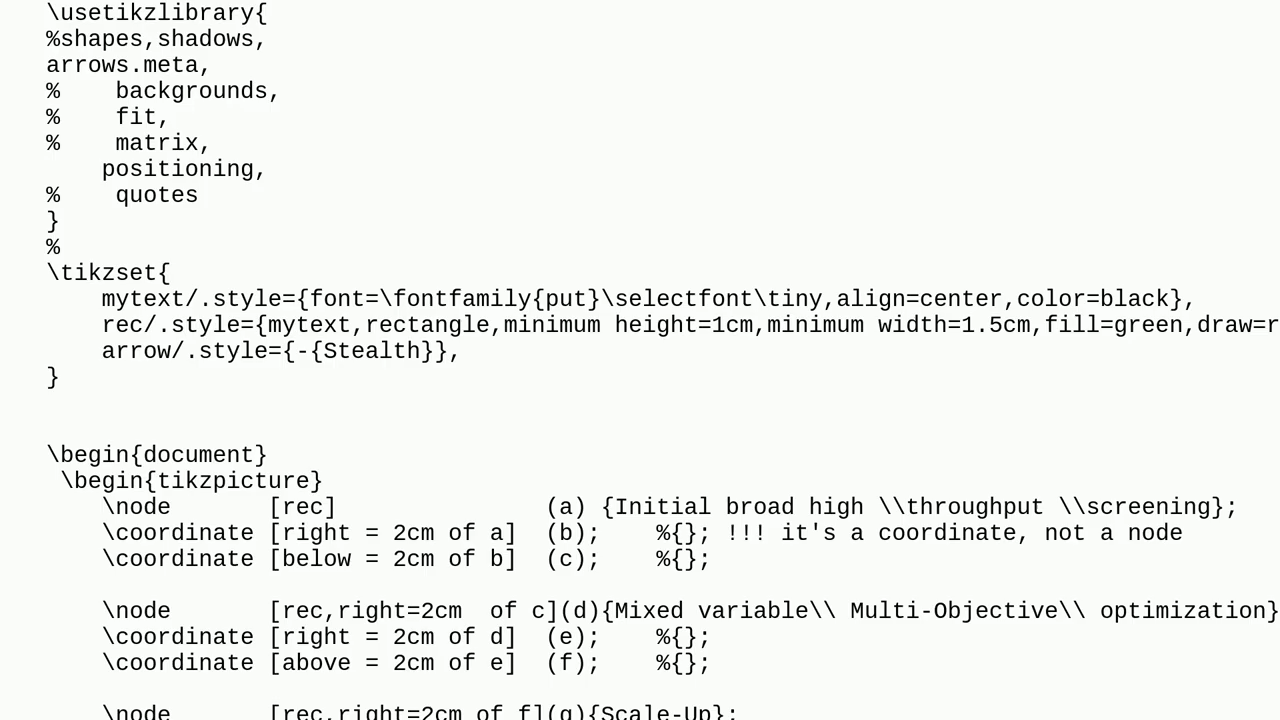 \usetikzlibrary{
%shapes,shadows,
arrows.meta,
%    backgrounds,
%    fit,
%    matrix,
    positioning,
%    quotes
}
%
\tikzset{
    mytext/.style={font=\fontfamily{put}\selectfont\tiny,align=center,color=black},
    rec/.style={mytext,rectangle,minimum height=1cm,minimum width=1.5cm,fill=green,draw=r
    arrow/.style={-{Stealth}},
}
\begin{document}
 \begin{tikzpicture}
    \node       [rec]               (a) {Initial broad high \\throughput \\screening};
    \coordinate [right = 2cm of a]  (b);    %{}; !!! it's a coordinate, not a node
    \coordinate [below = 2cm of b]  (c);    %{};
    \node       [rec,right=2cm  of c](d){Mixed variable\\ Multi-Objective\\ optimization}
    \coordinate [right = 2cm of d]  (e);    %{};
    \coordinate [above = 2cm of e]  (f);    %{};
    \node       [rec,right=2cm of f](g){Scale-Up};